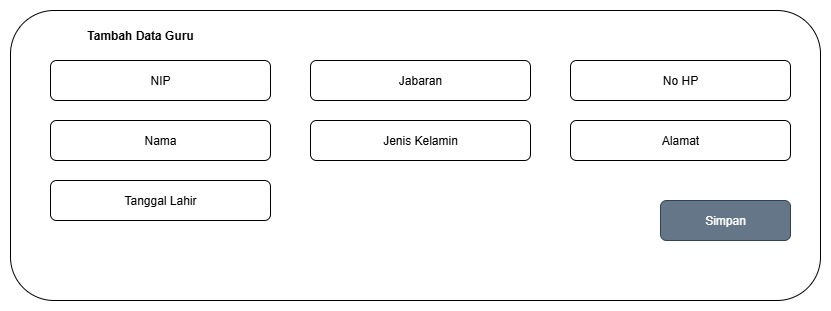 Tambah Data Guru
NIP
Jabaran
No HP
Nama
Jenis Kelamin
Alamat
Tanggal Lahir
Simpan